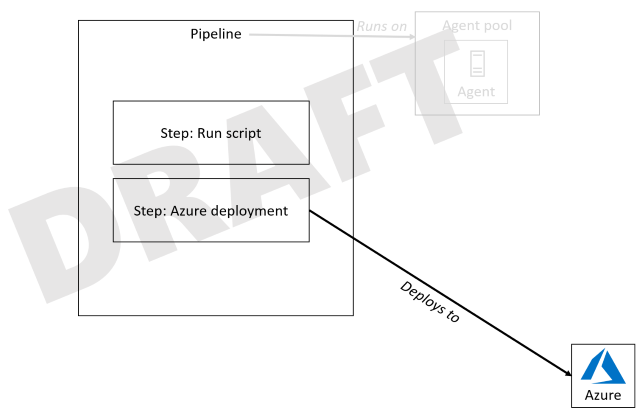 Pipeline
Runs on
Agent pool
Agent
Step: Run script
Step: Azure deployment
DRAFT
Deploys to
Azure